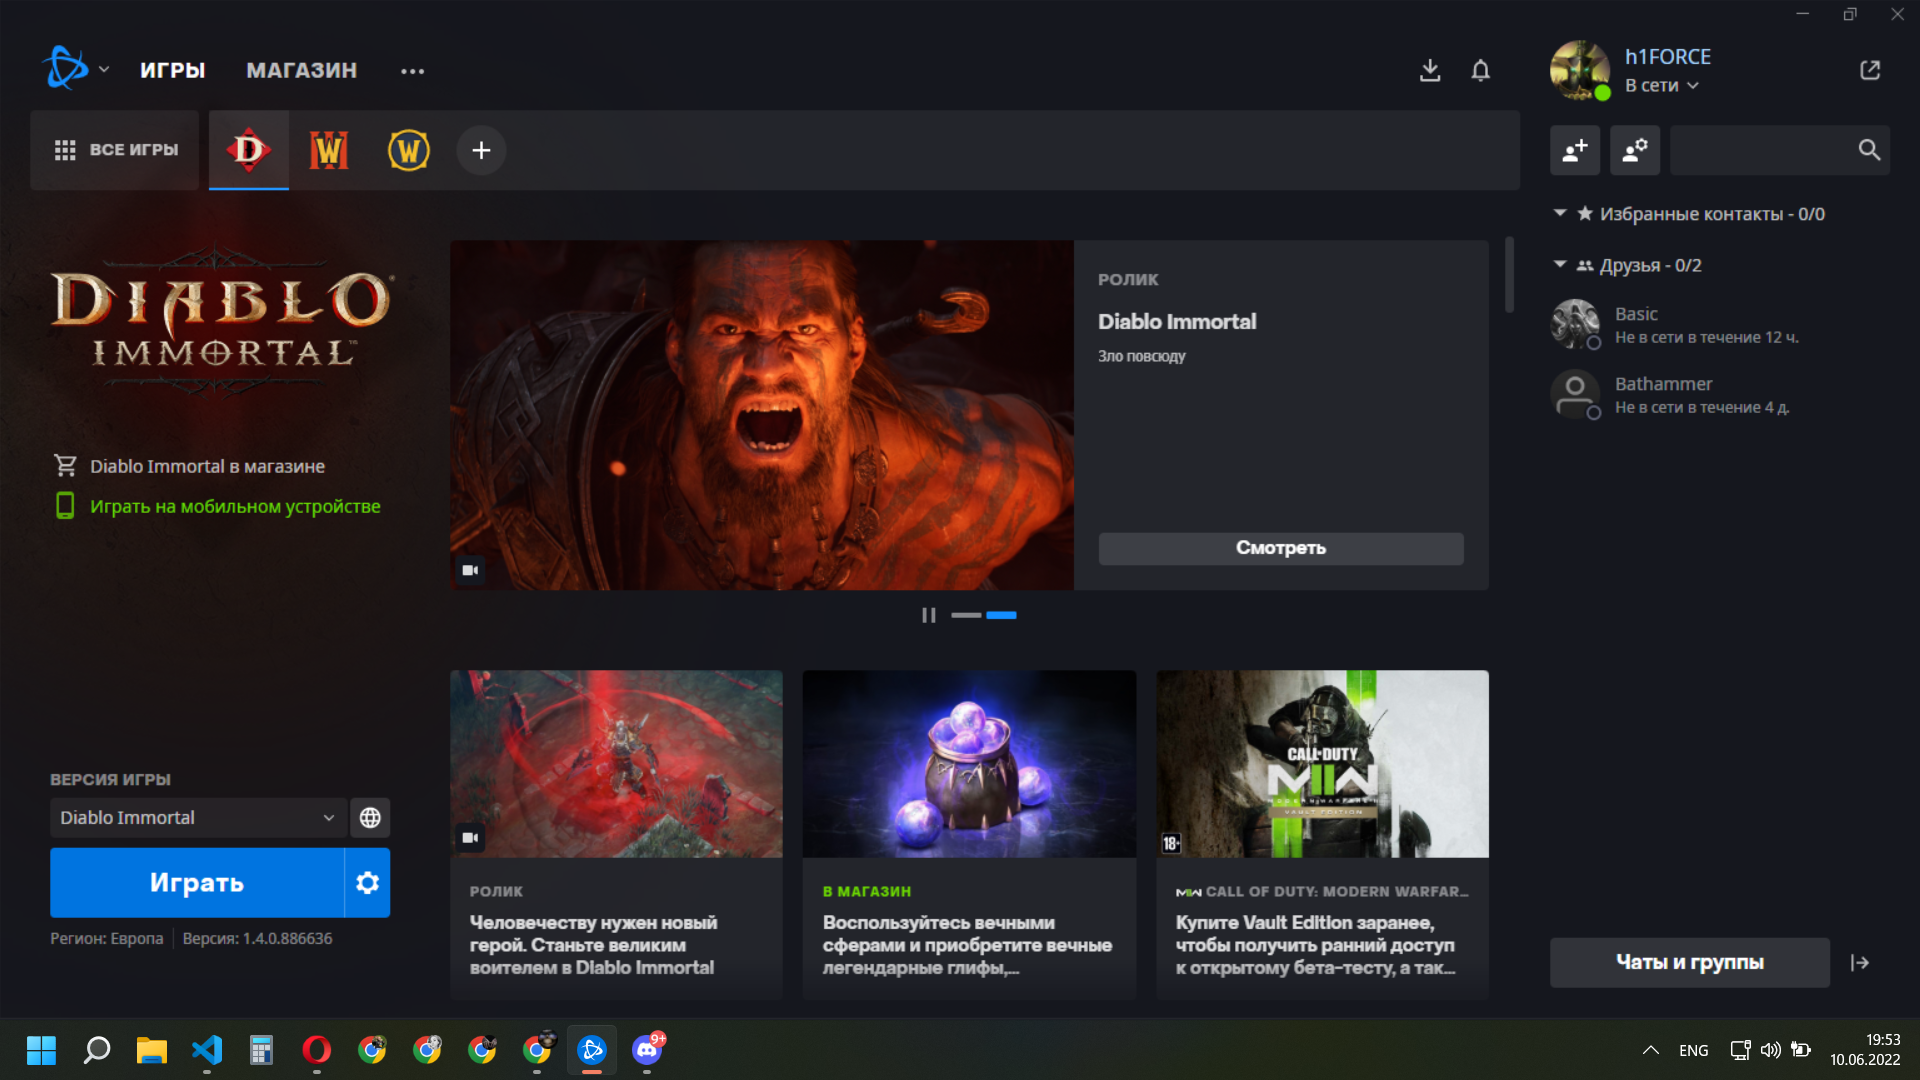 ИГРЫ
МАГАЗИН
h1FORCE
В сети
ВСЕ ИГРЫ
Избранные контакты - 0/0
Друзья - 0/2
Basic
Не в сети в течение 12 ч.
Bathammer
Не в сети в течение 4 д.
DIABLO
IMMORTAL™
Diablo Immortal в магазине
Играть на мобильном устройстве
РОЛИК
Diablo Immortal
Зло повсюду
Смотреть
ВЕРСИЯ ИГРЫ
Diablo Immortal
Играть
Регион: Европа
Версия: 1.4.0.886636
РОЛИК
Человечеству нужен новый
герой. Станьте великим
воителем в Diablo Immortal
В МАГАЗИН
Воспользуйтесь вечными
сферами и приобретите вечные
легендарные глифы,...
CALL OF DUTY
MWII
MODERN WARFARE II
VAULT EDITION
18+
MWII CALL OF DUTY: MODERN WARFAR...
Купите Vault Edition заранее,
чтобы получить ранний доступ
к открытому бета-тесту, а так...
Чаты и группы
9+
ENG
19:53
10.06.2022